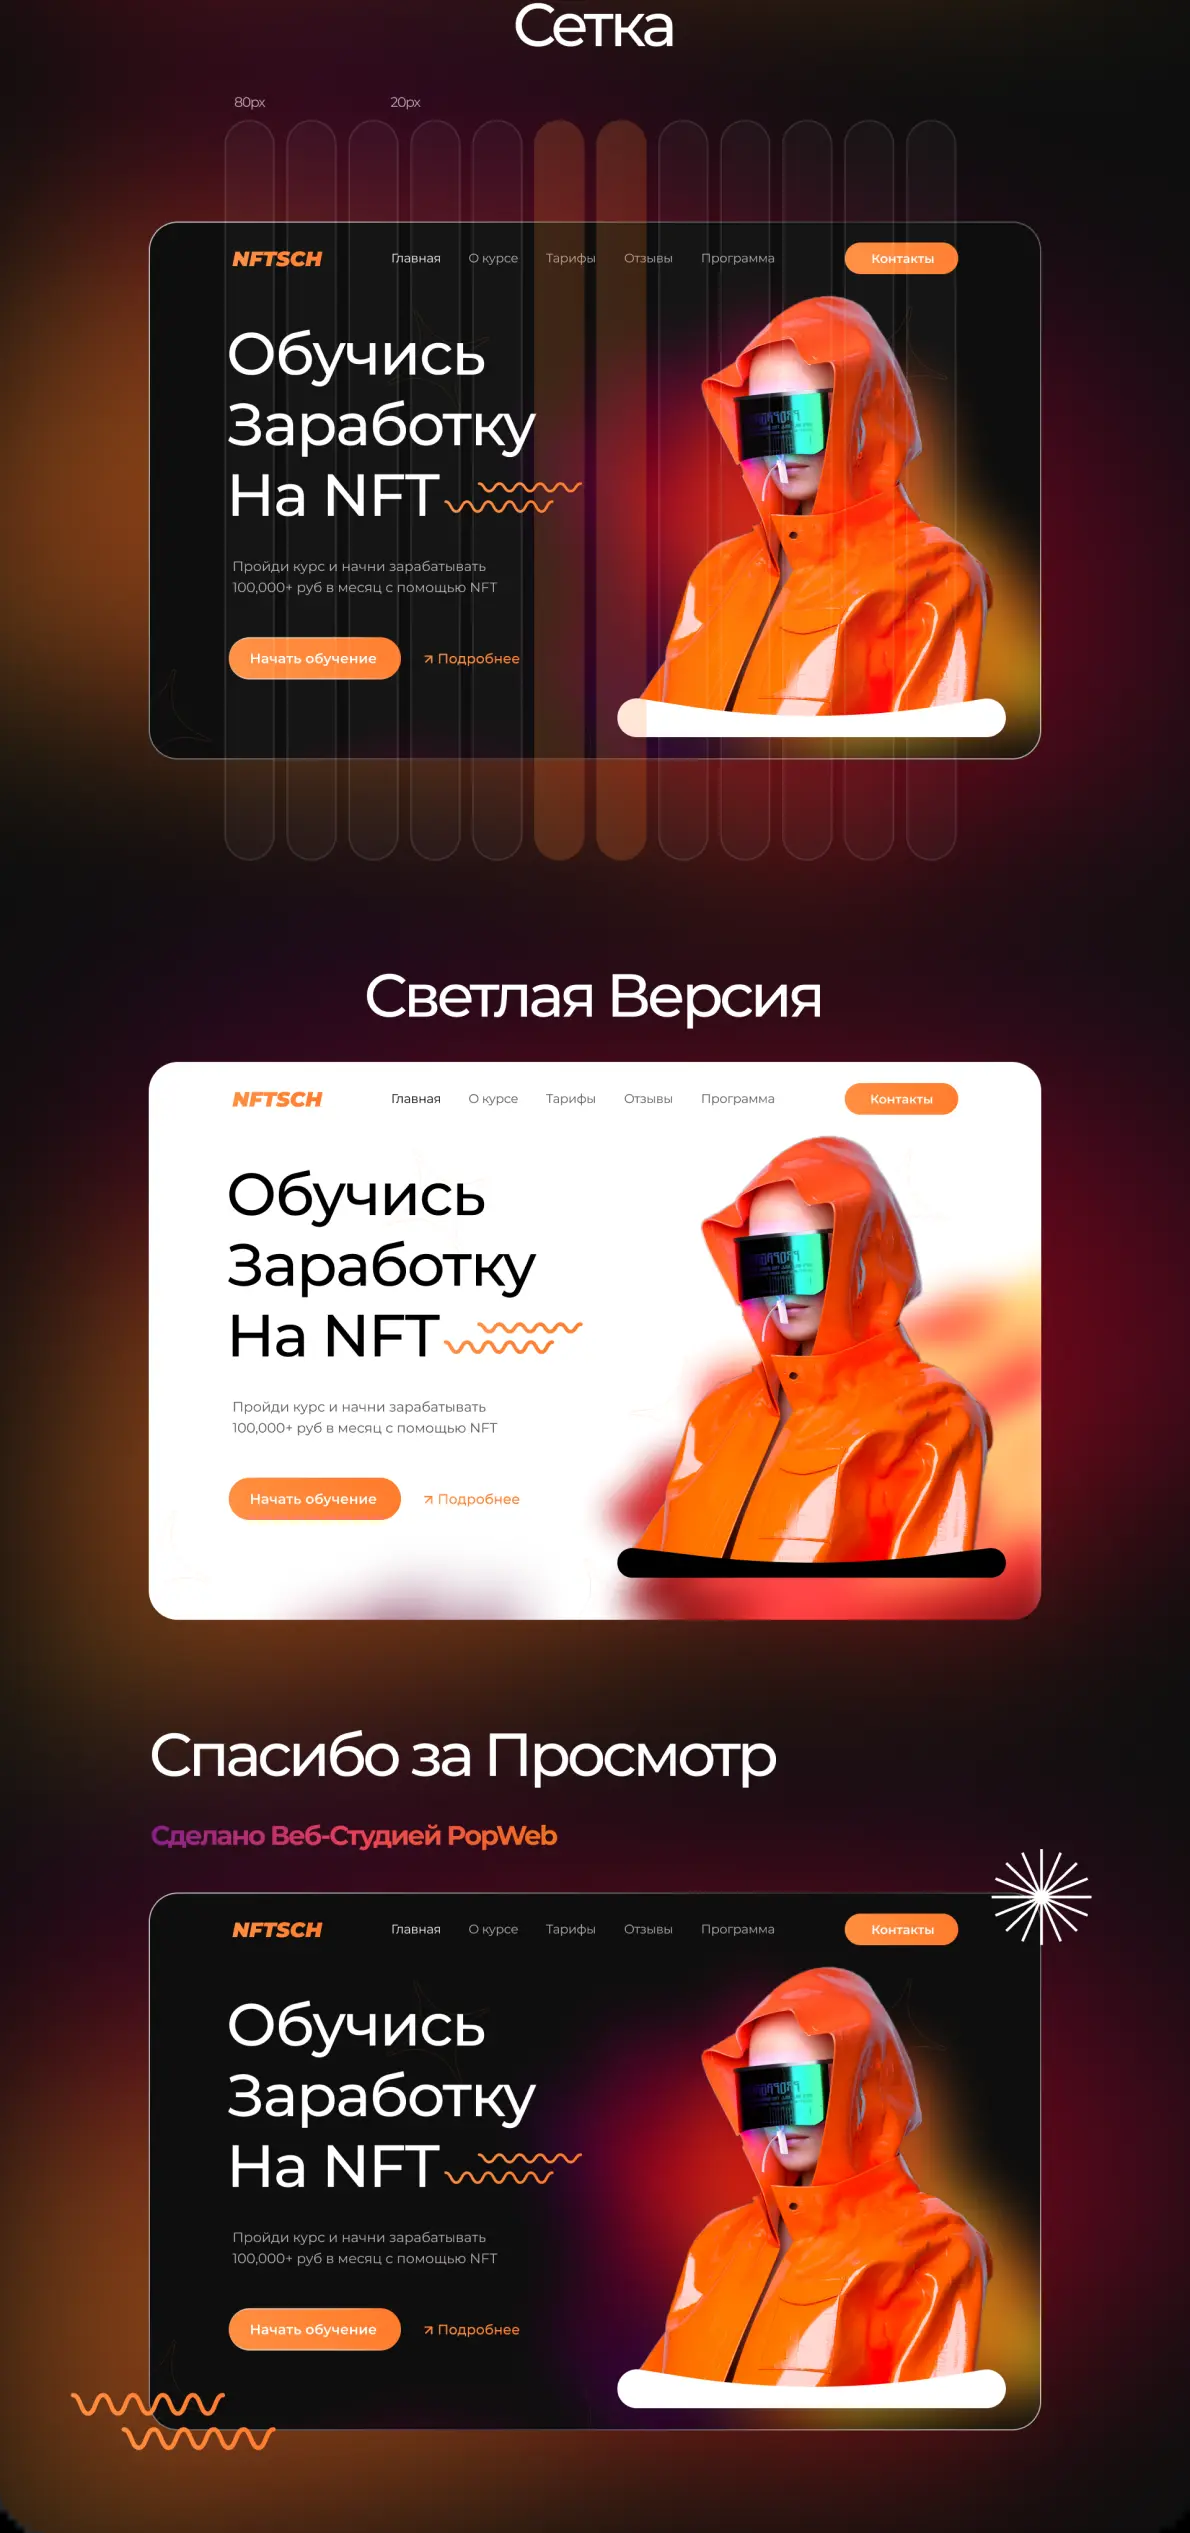 Сетка
80px 20px
NFTSCH Главная О курсе Тарифы Отзывы Программа Контакты
Обучись
Заработку
На NFT
Пройди курс и начни зарабатывать
100,000+ руб в месяц с помощью NFT
Начать обучение Подробнее
Светлая Версия
NFTSCH Главная О курсе Тарифы Отзывы Программа Контакты
Обучись
Заработку
На NFT
Пройди курс и начни зарабатывать
100,000+ руб в месяц с помощью NFT
Начать обучение Подробнее
Спасибо за Просмотр
Сделано Веб-Студией PopWeb
NFTSCH Главная О курсе Тарифы Отзывы Программа Контакты
Обучись
Заработку
На NFT
Пройди курс и начни зарабатывать
100,000+ руб в месяц с помощью NFT
Начать обучение Подробнее